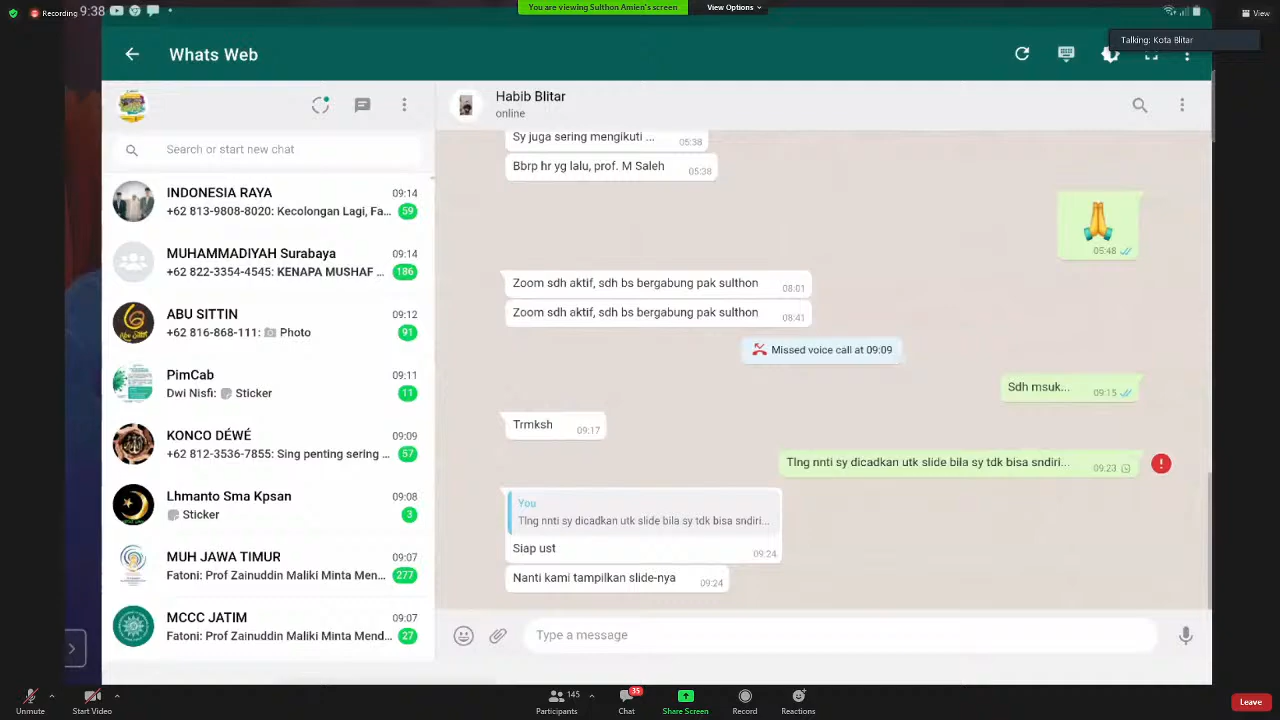 Recording 9:38
You are viewing Sulthon Amien's screen
View Options
View
Talking: Kota Blitar
Whats Web
Search or start new chat
INDONESIA RAYA 09:14
+62 813-9808-8020: Kecolongan Lagi, Fa... 59
MUHAMMADIYAH Surabaya 09:14
+62 822-3354-4545: KENAPA MUSHAF ... 186
ABU SITTIN 09:12
+62 816-868-111: Photo 91
PimCab 09:11
Dwi Nisfi: Sticker 11
KONCO DÉWÉ 09:09
+62 812-3536-7855: Sing penting sering ... 57
Lhmanto Sma Kpsan 09:08
Sticker 3
MUH JAWA TIMUR 09:07
Fatoni: Prof Zainuddin Maliki Minta Men... 277
MCCC JATIM 09:07
Fatoni: Prof Zainuddin Maliki Minta Mend... 27
Habib Blitar
online
Sy juga sering mengikuti ... 05:38
Bbrp hr yg lalu, prof. M Saleh 05:38
05:48
Zoom sdh aktif, sdh bs bergabung pak sulthon 08:01
Zoom sdh aktif, sdh bs bergabung pak sulthon 08:41
Missed voice call at 09:09
Sdh msuk... 09:15
Trmksh 09:17
Tlng nnti sy dicadkan utk slide bila sy tdk bisa sndiri... 09:23
You
Tlng nnti sy dicadkan utk slide bila sy tdk bisa sndiri...
Siap ust 09:24
Nanti kami tampilkan slide-nya 09:24
Type a message
Unmute
Start Video
Participants 145
Chat 35
Share Screen
Record
Reactions
Leave